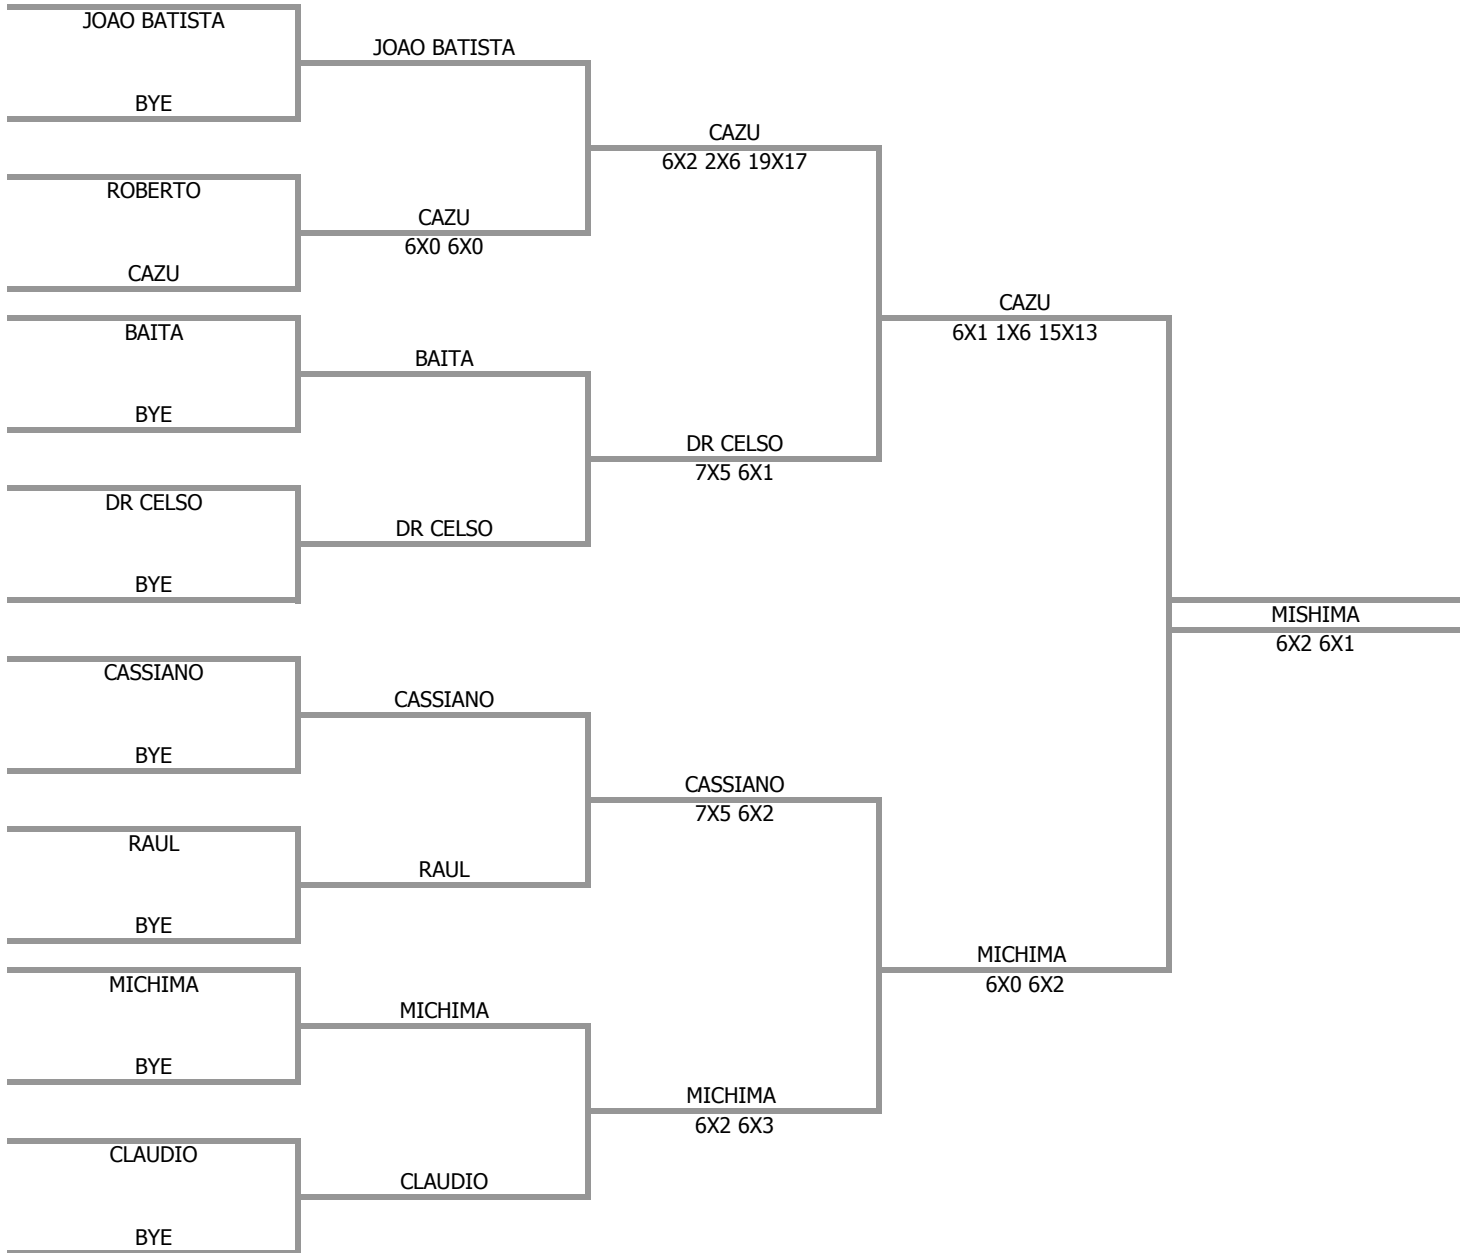 JOAO BATISTA
JOAO BATISTA
BYE
CAZU
6X2 2X6 19X17
ROBERTO
CAZU
6X0 6X0
CAZU
CAZU
6X1 1X6 15X13
BAITA
BAITA
BYE
DR CELSO
7X5 6X1
DR CELSO
DR CELSO
BYE
MISHIMA
6X2 6X1
CASSIANO
CASSIANO
BYE
CASSIANO
7X5 6X2
RAUL
RAUL
BYE
MICHIMA
6X0 6X2
MICHIMA
MICHIMA
BYE
MICHIMA
6X2 6X3
CLAUDIO
CLAUDIO
BYE